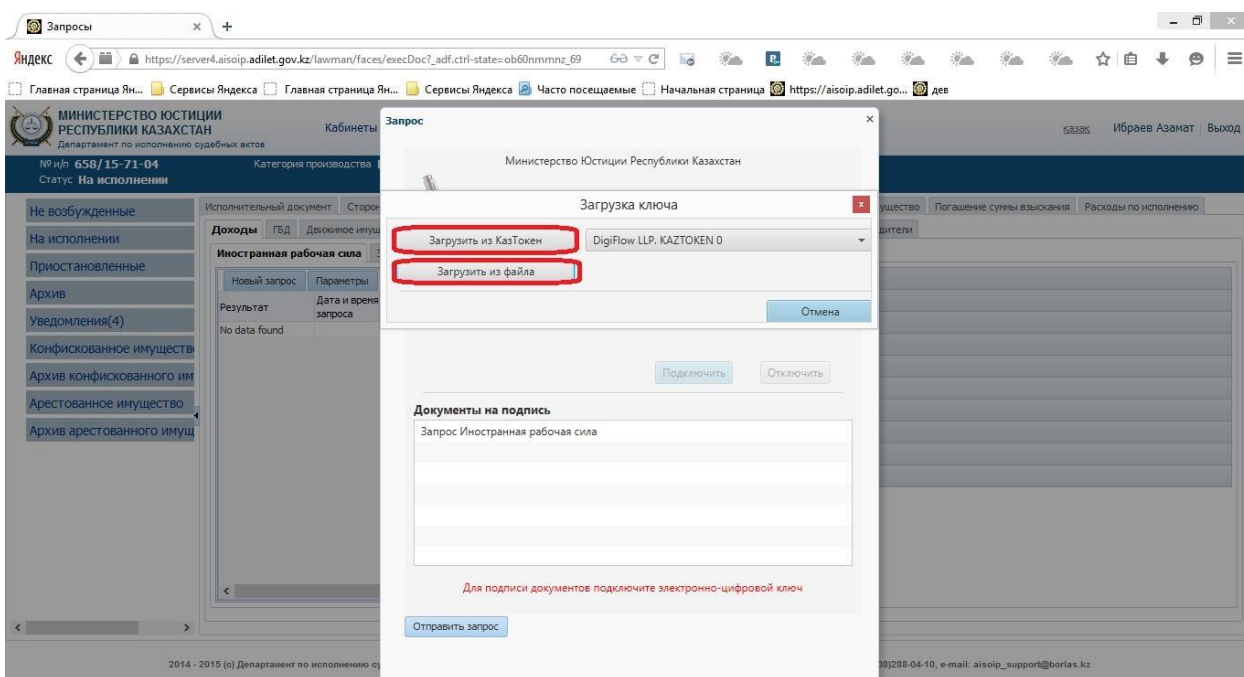 Запросы
Яндекс
https://server4.aisoip.adilet.gov.kz/lawman/faces/execDoc?_adf.ctrl-state=ob60nmmnz_69
Главная страница Ян... Сервисы Яндекса Главная страница Ян... Сервисы Яндекса Часто посещаемые Начальная страница https://aisoip.adilet.go... дев
МИНИСТЕРСТВО ЮСТИЦИИ
РЕСПУБЛИКИ КАЗАХСТАН
Департамент по исполнению судебных актов
Кабинеты
қазақ Ибраев Азамат Выход
№ и/п 658/15-71-04
Категория производства
Статус На исполнении
Не возбужденные
На исполнении
Приостановленные
Архив
Уведомления(4)
Конфискованное имуществ
Архив конфискованного им
Арестованное имущество
Архив арестованного имущ
Исполнительный документ Сторон
ущество Погашение суммы взыскания Расходы по исполнению
Доходы ГБД Движимое имущ
дители
Иностранная рабочая сила
Новый запрос Параметры
Результат Дата и время
запроса
No data found
Запрос
Министерство Юстиции Республики Казахстан
Загрузка ключа
Загрузить из КазТокен DigiFlow LLP. KAZTOKEN 0
Загрузить из файла
Отмена
Подключить Отключить
Документы на подпись
Запрос Иностранная рабочая сила
Для подписи документов подключите электронно-цифровой ключ
Отправить запрос
2014 - 2015 (с) Департамент по исполнению су
)288-04-10, e-mail: aisoip_support@borlas.kz